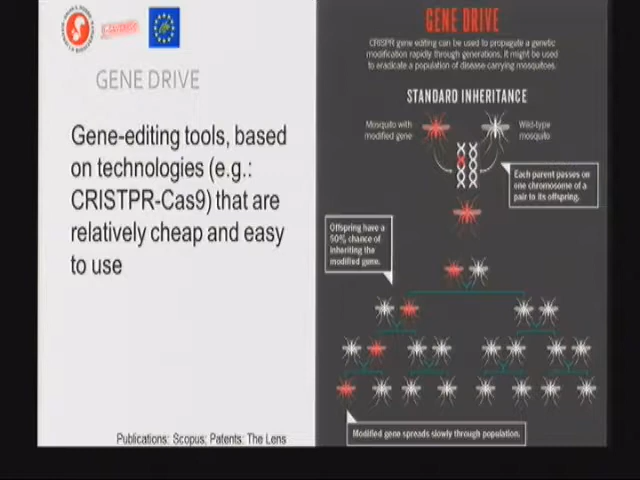 GENE DRIVE
Gene-editing tools, based
on technologies (e.g.:
CRISTPR-Cas9) that are
relatively cheap and easy
to use
Publications: Scopus; Patents: The Lens
GENE DRIVE
CRISPR gene editing can be used to propagate a genetic
modification rapidly through generations. It might be used
to eradicate a population of disease carrying mosquitoes.
STANDARD INHERITANCE
Mosquito with
modified gene
Wild-type
mosquito
Each parent passes on
one chromosome of a
pair to its offspring.
Offspring have a
50% chance of
inheriting the
modified gene.
Modified gene spreads slowly through population.